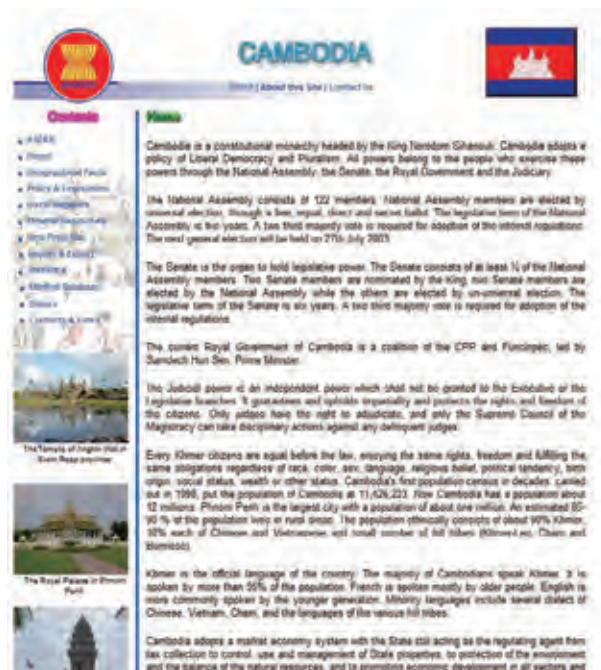 CAMBODIA
Home | About this Site | Contact Us
Contents
Home
ASEAN
Home
Policy & Legislations
Import & Export
Contacts & Links
The Temple of Angkor Wat in
Siem Reap province
The Royal Palace in Phnom
Penh
Cambodia is a constitutional monarchy headed by the King Norodom Sihanouk. Cambodia adopts a
policy of Liberal Democracy and Pluralism. All powers belong to the people who exercise these
powers through the National Assembly, the Senate, the Royal Government and the Judiciary.
The National Assembly consists of 122 members. National Assembly members are elected by
universal election, through a free, equal, direct and secret ballot. The legislative term of the National
Assembly is five years. A two third majority vote is required for adoption of the internal regulations.
The next general election will be held on 27th July 2003.
The Senate is the organ to hold legislative power. The Senate consists of at least ½ of the National
Assembly members. Two Senate members are nominated by the King, two Senate members are
elected by the National Assembly while the others are elected by un-universal election. The
legislative term of the Senate is six years. A two third majority vote is required for adoption of the
internal regulations.
The current Royal Government of Cambodia is a coalition of the CPP and Funcinpec, led by
Samdech Hun Sen, Prime Minister.
The Judicial power is an independent power which shall not be granted to the Executive or the
Legislative branches. It guarantees and upholds impartiality and protects the rights and freedom of
the citizens. Only judges have the right to adjudicate, and only the Supreme Council of the
Magistracy can take disciplinary actions against any delinquent judges.
Every Khmer citizens are equal before the law, enjoying the same rights, freedom and fulfilling the
same obligations regardless of race, color, sex, language, religious belief, political tendency, birth
origin, social status, wealth or other status. Cambodia's first population census in decades, carried
out in 1998, put the population of Cambodia at 11,426,223. Now Cambodia has a population about
12 millions. Phnom Penh is the largest city with a population of about one million. An estimated 85-
90 % of the population lives in rural areas. The population ethnically consists of about 90% Khmer,
10% each of Chinese and Vietnamese and small number of hill tribes (Khmer-Leu, Cham and
Burmese).
Khmer is the official language of the country. The majority of Cambodians speak Khmer. It is
spoken by more than 95% of the population. French is spoken mostly by older people. English is
more commonly spoken by the younger generation. Minority languages include several dialect of
Chinese, Vietnam, Cham, and the languages of the various hill tribes.
Cambodia adopts a market economy system with the State still acting as the regulating agent from
tax collection to control, use and management of State properties, to protection of the environment
and the balance of the natural resources, and to promoting economic development in all sectors and